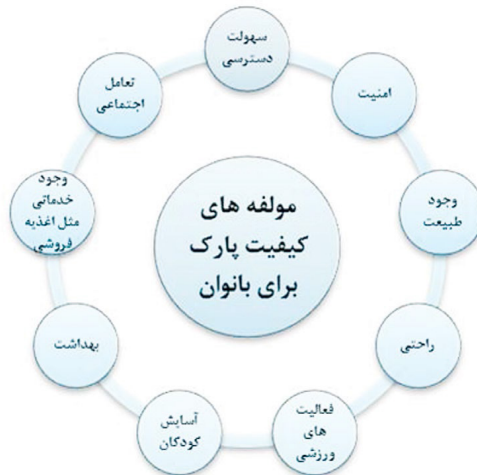 سهولت
دسترسی
امنیت
وجود
طبیعت
راحتی
فعالیت
های
ورزشی
آسایش
کودکان
بهداشت
وجود
خدماتی
مثل اغذیه
فروشی
تعامل
اجتماعی
مولفه های
کیفیت پارک
برای بانوان